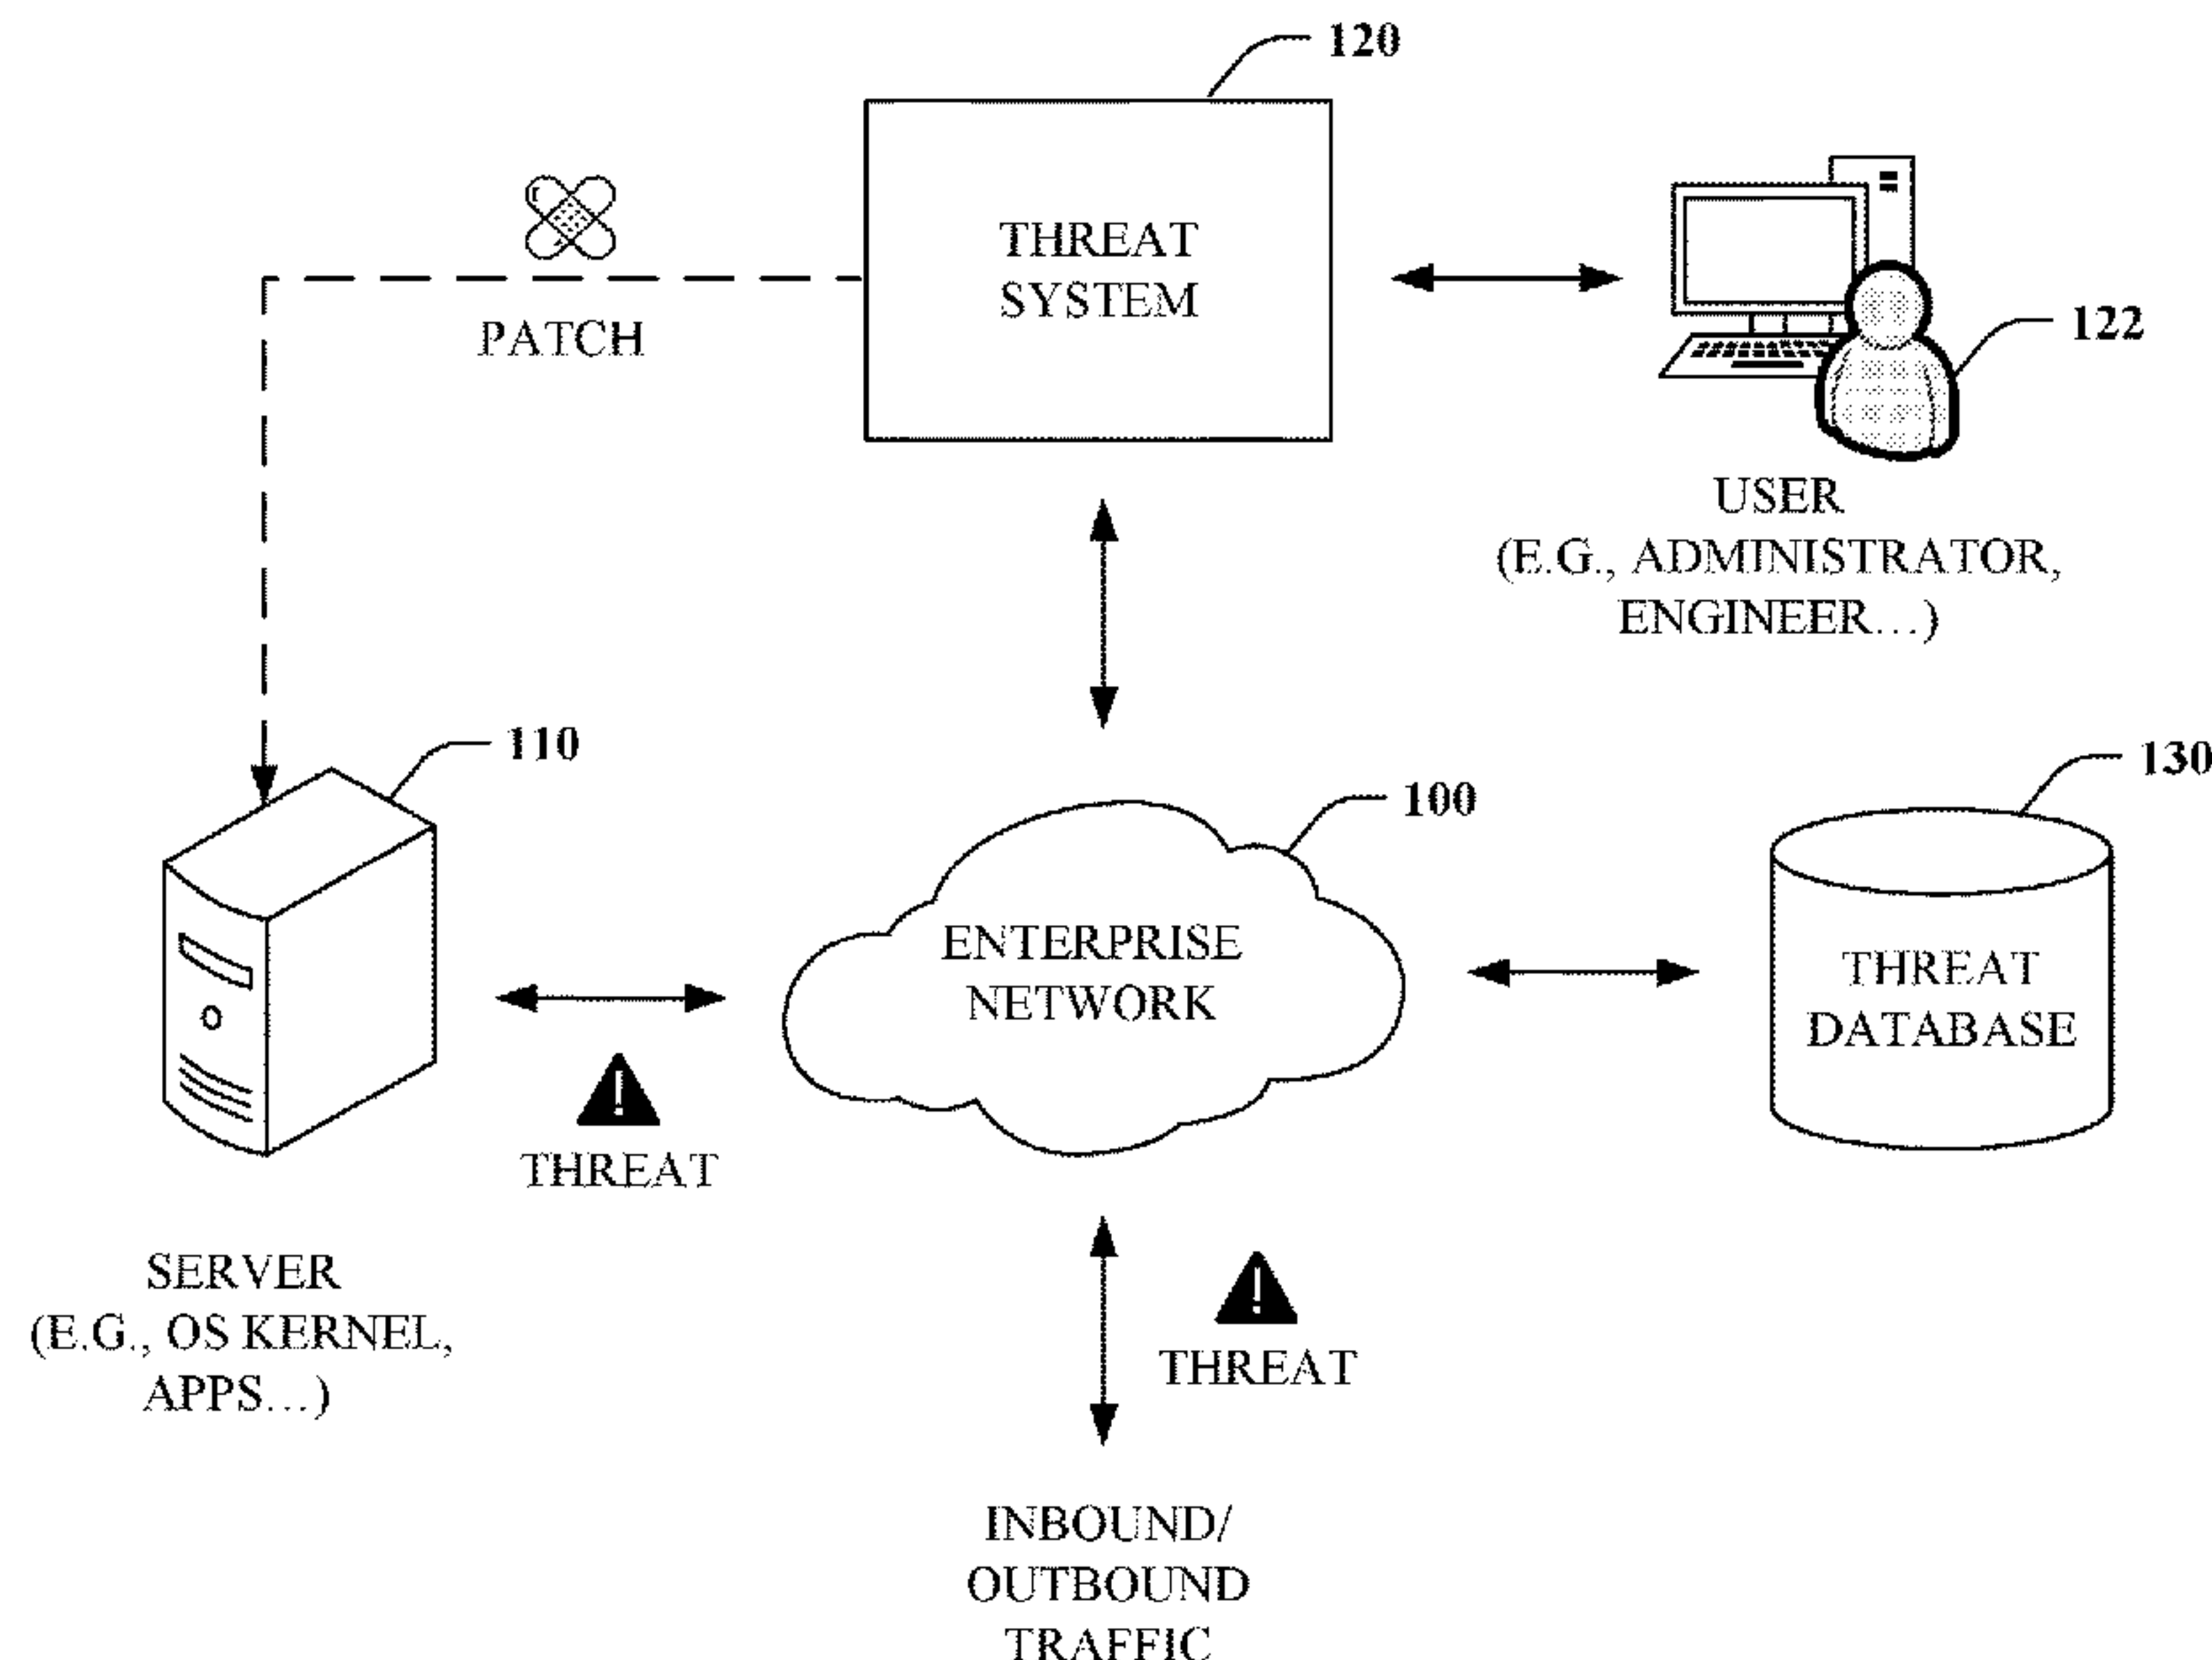 120
THREAT
SYSTEM
PATCH
122
USER
(E.G., ADMINISTRATOR,
ENGINEER…)
110
100
130
ENTERPRISE
NETWORK
THREAT
DATABASE
THREAT
SERVER
(E.G., OS KERNEL,
APPS…)
THREAT
INBOUND/
OUTBOUND
TRAFFIC